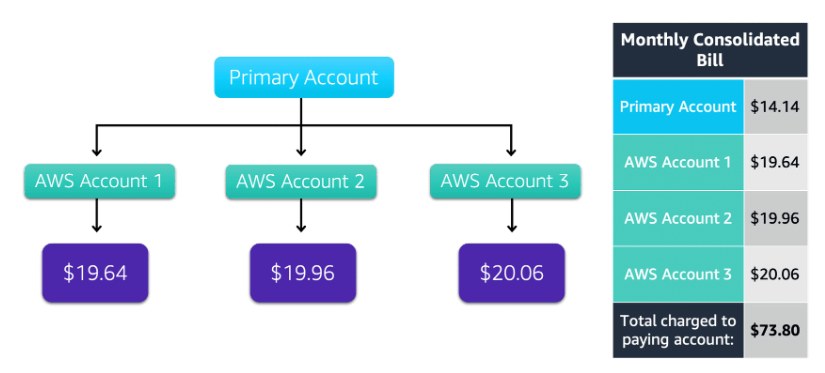 Primary Account
AWS Account 1
AWS Account 2
AWS Account 3
$19.64
$19.96
$20.06
Monthly Consolidated
Bill
Primary Account $14.14
AWS Account 1 $19.64
AWS Account 2 $19.96
AWS Account 3 $20.06
Total charged to
paying account: $73.80